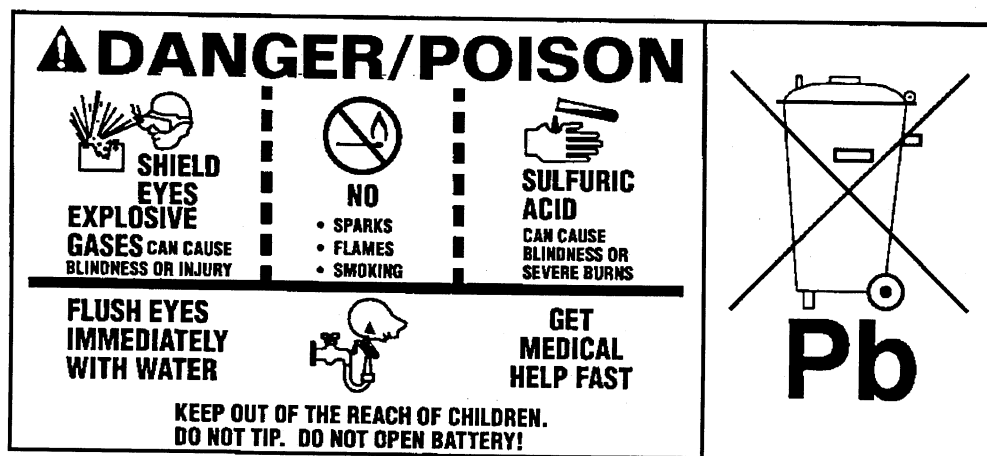 DANGER/POISON
SHIELD
EYES
EXPLOSIVE
GASES CAN CAUSE
BLINDNESS OR INJURY
NO
• SPARKS
• FLAMES
• SMOKING
SULFURIC
ACID
CAN CAUSE
BLINDNESS OR
SEVERE BURNS
FLUSH EYES
IMMEDIATELY
WITH WATER
GET
MEDICAL
HELP FAST
KEEP OUT OF THE REACH OF CHILDREN.
DO NOT TIP. DO NOT OPEN BATTERY!
Pb